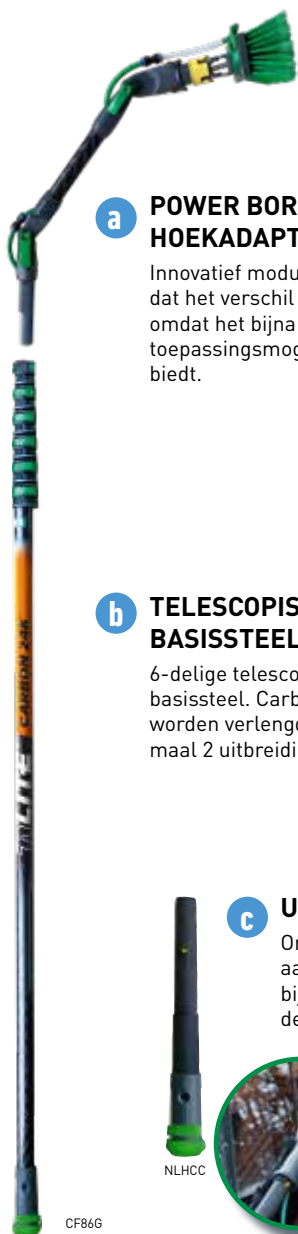 a
POWER BOR
HOEKADAPT
Innovatief modu
dat het verschil
omdat het bijna
toepassingsmog
biedt.
CARBON 24K
LITE
b
TELESCOPIS
BASISSTEEL
6-delige telesco
basissteel. Carb
worden verlengd
maal 2 uitbreidi
c
U
Or
aa
bij
de
NLHCC
CF86G